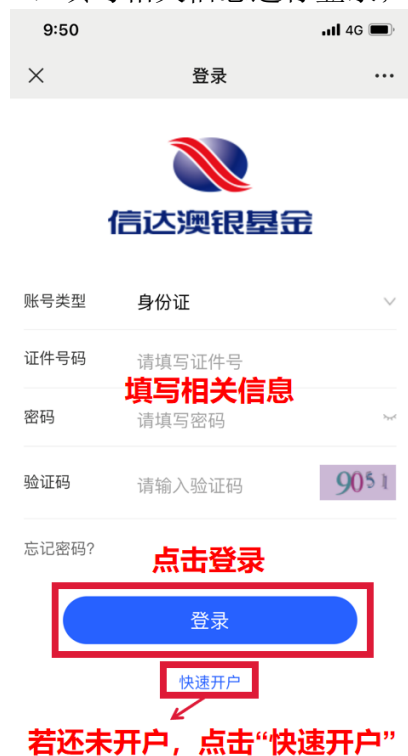 9:50 4G
登录
信达澳银基金
账号类型 身份证
证件号码 请填写证件号
填写相关信息
密码 请填写密码
验证码 请输入验证码 9051
忘记密码?
点击登录
登录
快速开户
若还未开户，点击“快速开户”